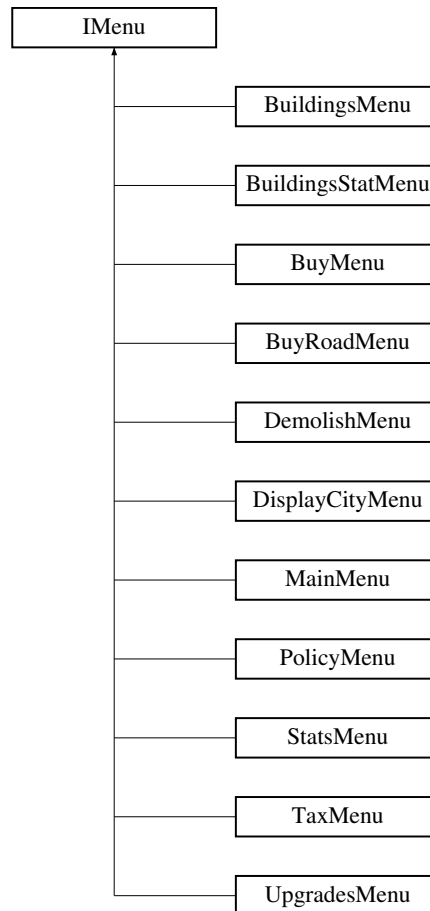 IMenu
BuildingsMenu
BuildingsStatMenu
BuyMenu
BuyRoadMenu
DemolishMenu
DisplayCityMenu
MainMenu
PolicyMenu
StatsMenu
TaxMenu
UpgradesMenu